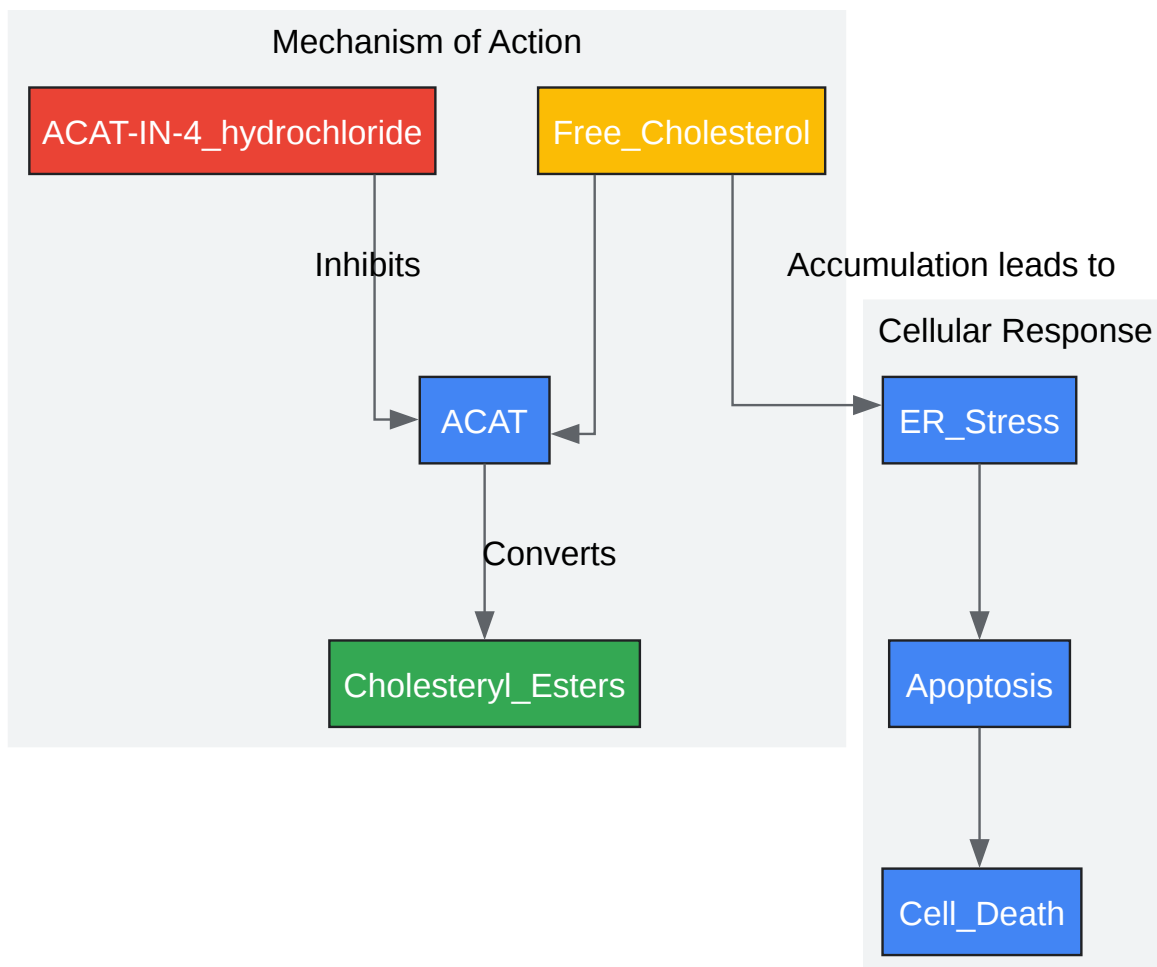 Mechanism of Action
ACAT-IN-4_hydrochloride
Free_Cholesterol
Inhibits
Accumulation leads to
Cellular Response
ACAT
ER_Stress
Converts
Cholesteryl_Esters
Apoptosis
Cell_Death